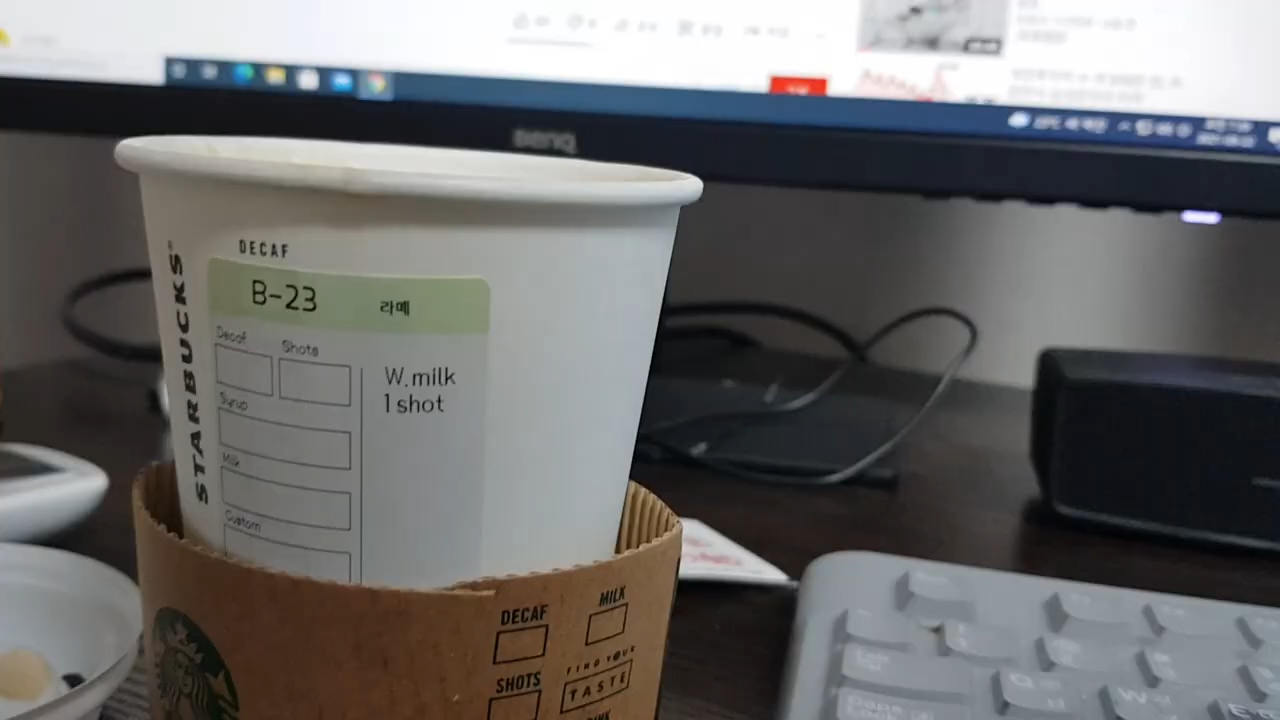 BenQ
STARBUCKS
DECAF
B-23
라떼
Decaf
Shots
W.milk
1 shot
Syrup
Milk
Custom
DECAF
MILK
SHOTS
FIND YOUR
TASTE